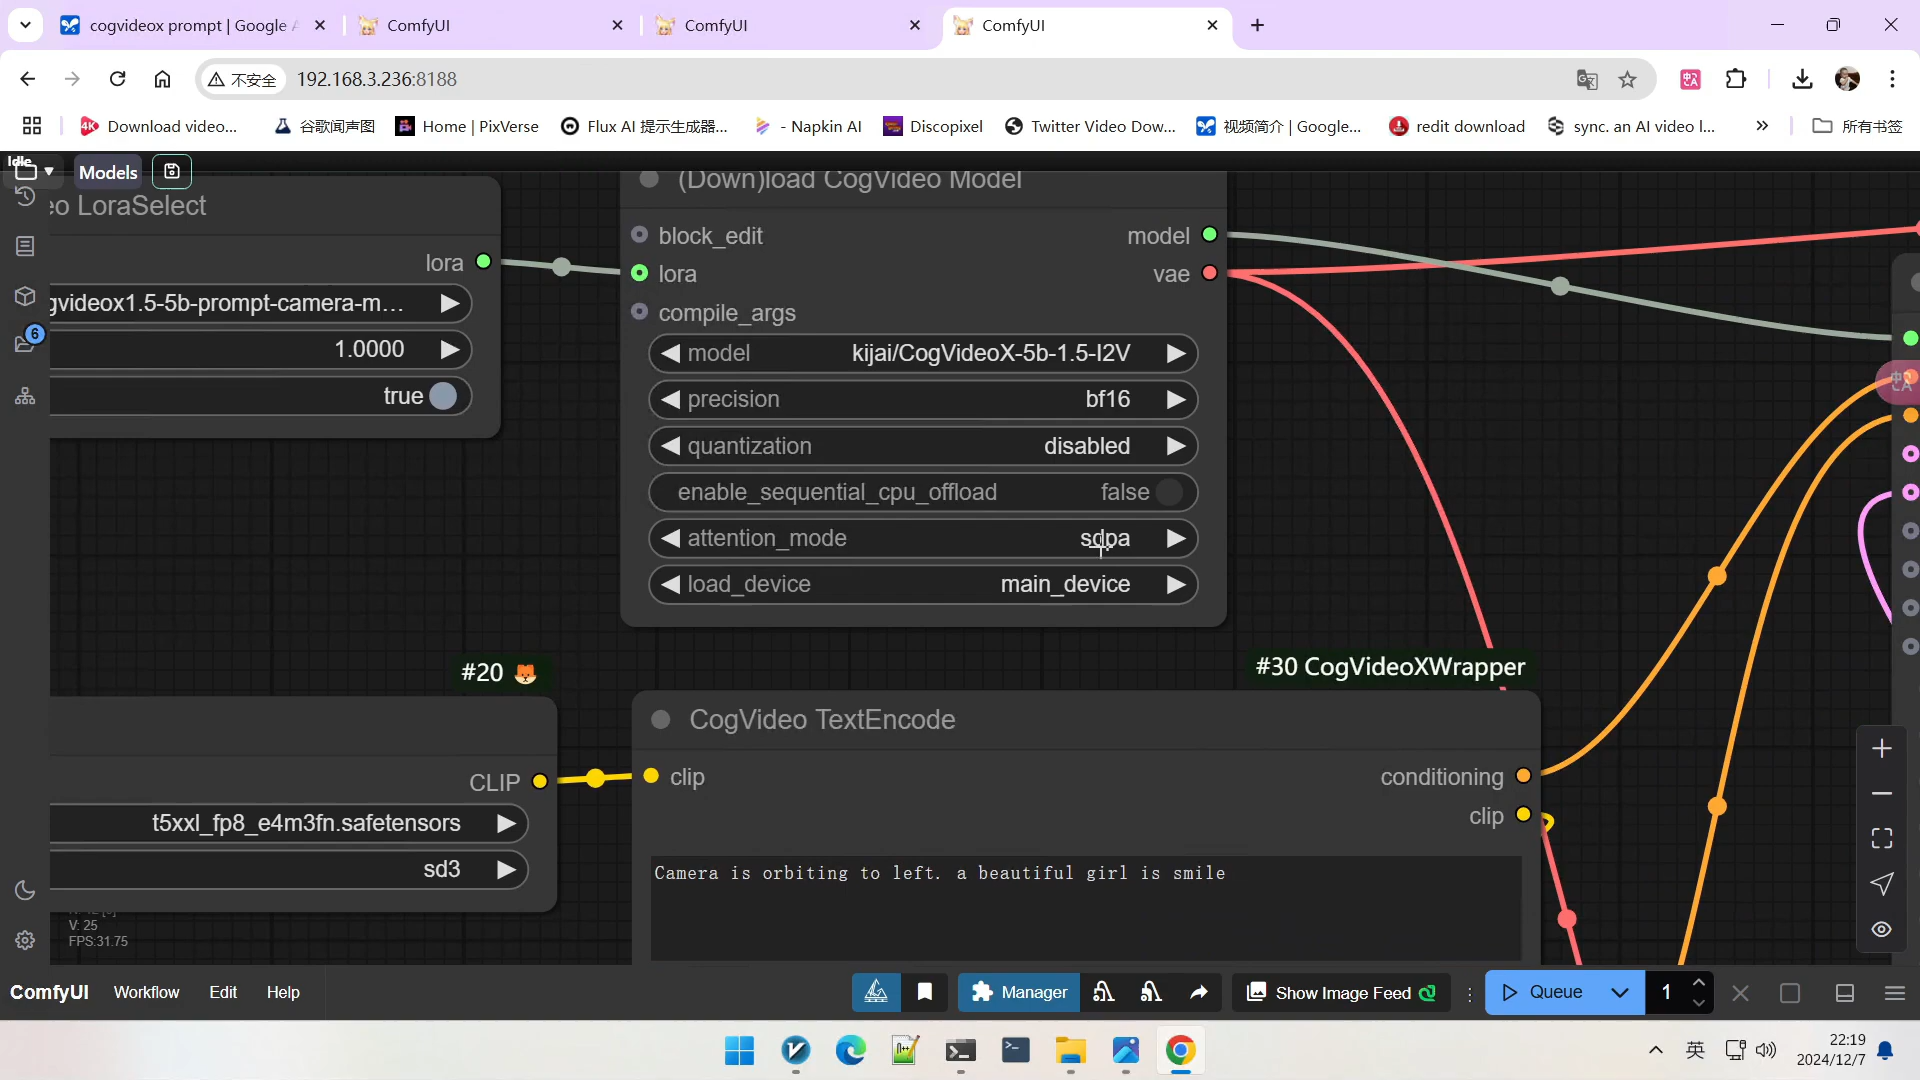 cogvideox prompt | Google A
ComfyUI
ComfyUI
ComfyUI
不安全
192.168.3.236:8188
Download video...
谷歌闻声图
Home | PixVerse
Flux AI 提示生成器...
- Napkin AI
Discopixel
Twitter Video Dow...
视频简介 | Google...
redit download
sync. an AI video l...
所有书签
Idle
Models
eo LoraSelect
lora
gvideox1.5-5b-prompt-camera-m...
1.0000
true
6
(Down)load CogVideo Model
block_edit
model
lora
vae
compile_args
model
kijai/CogVideoX-5b-1.5-I2V
precision
bf16
quantization
disabled
enable_sequential_cpu_offload
false
attention_mode
sdpa
load_device
main_device
#20
#30 CogVideoXWrapper
CLIP
t5xxl_fp8_e4m3fn.safetensors
sd3
CogVideo TextEncode
clip
conditioning
clip
Camera is orbiting to left. a beautiful girl is smile
V: 25
FPS:31.75
ComfyUI
Workflow
Edit
Help
Manager
Show Image Feed
Queue
1
英
22:19
2024/12/7